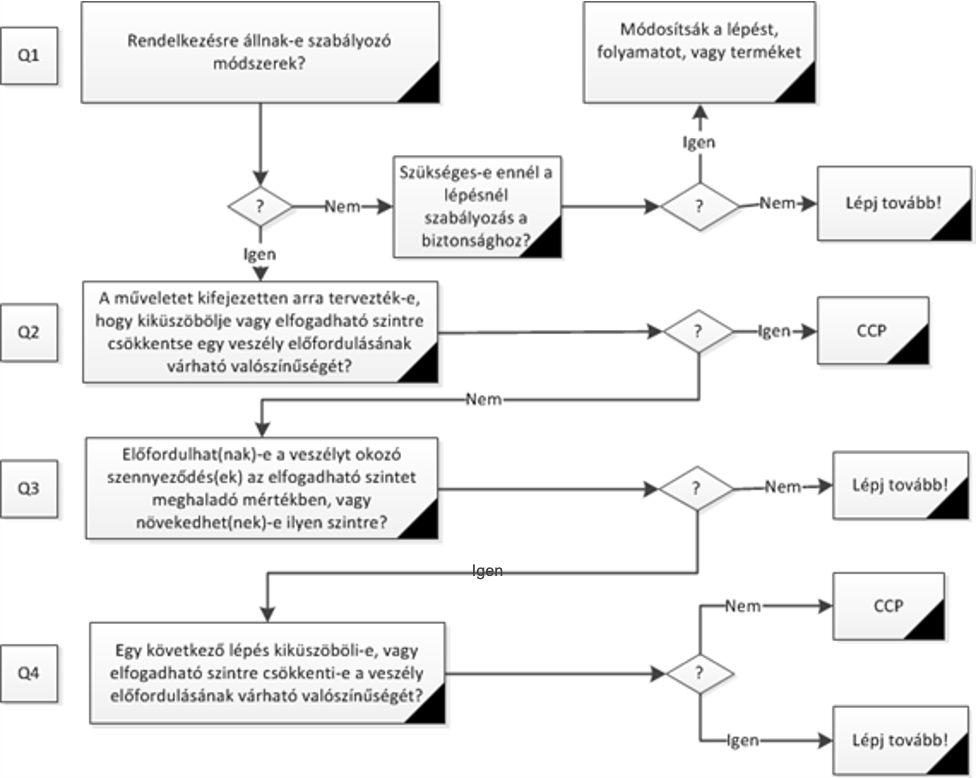 Q1
Rendelkezésre állnak-e szabályozó
módszerek?
Módosítsák a lépést,
folyamatot, vagy terméket
Igen
?
Nem
Szükséges-e ennél a
lépésnél
szabályozás a
biztonsághoz?
?
Nem
Lépj tovább!
Igen
Q2
A műveletet kifejezetten arra tervezték-e,
hogy kiküszöbölje vagy elfogadható szintre
csökkentse egy veszély előfordulásának
várható valószínűségét?
?
Igen
CCP
Nem
Q3
Előfordulhat(nak)-e a veszélyt okozó
szennyeződés(ek) az elfogadható szintet
meghaladó mértékben, vagy
növekedhet(nek)-e ilyen szintre?
?
Nem
Lépj tovább!
Igen
Q4
Egy következő lépés kiküszöböli-e, vagy
elfogadható szintre csökkenti-e a veszély
előfordulásának várható valószínűségét?
?
Nem
CCP
Igen
Lépj tovább!